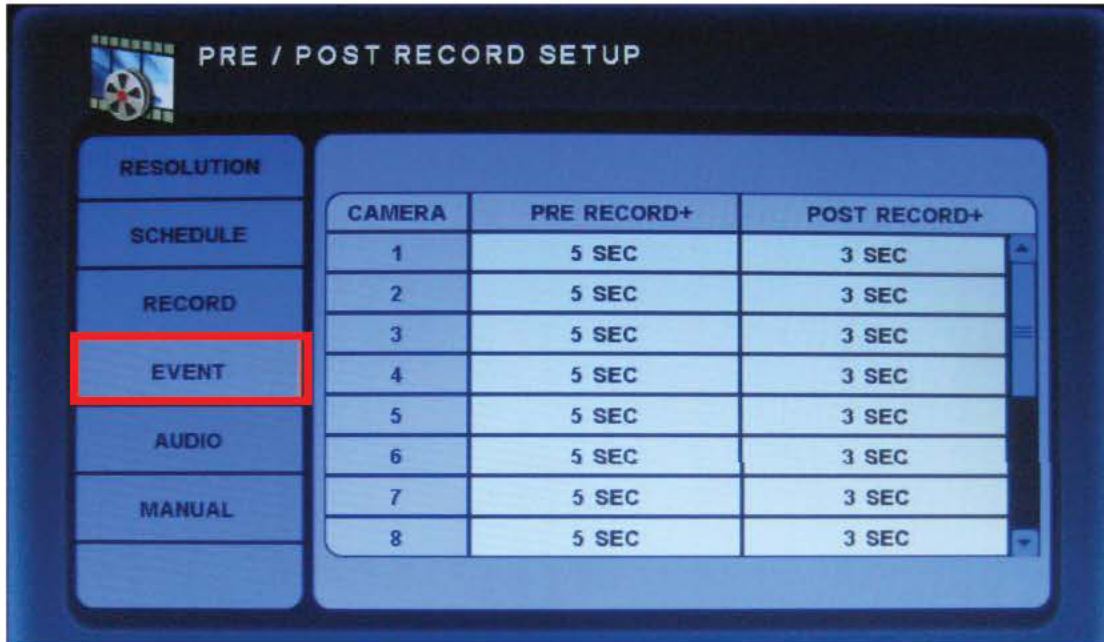 PRE / POST RECORD SETUP
RESOLUTION
SCHEDULE
RECORD
EVENT
AUDIO
MANUAL
CAMERA PRE RECORD+ POST RECORD+
1 5 SEC 3 SEC
2 5 SEC 3 SEC
3 5 SEC 3 SEC
4 5 SEC 3 SEC
5 5 SEC 3 SEC
6 5 SEC 3 SEC
7 5 SEC 3 SEC
8 5 SEC 3 SEC